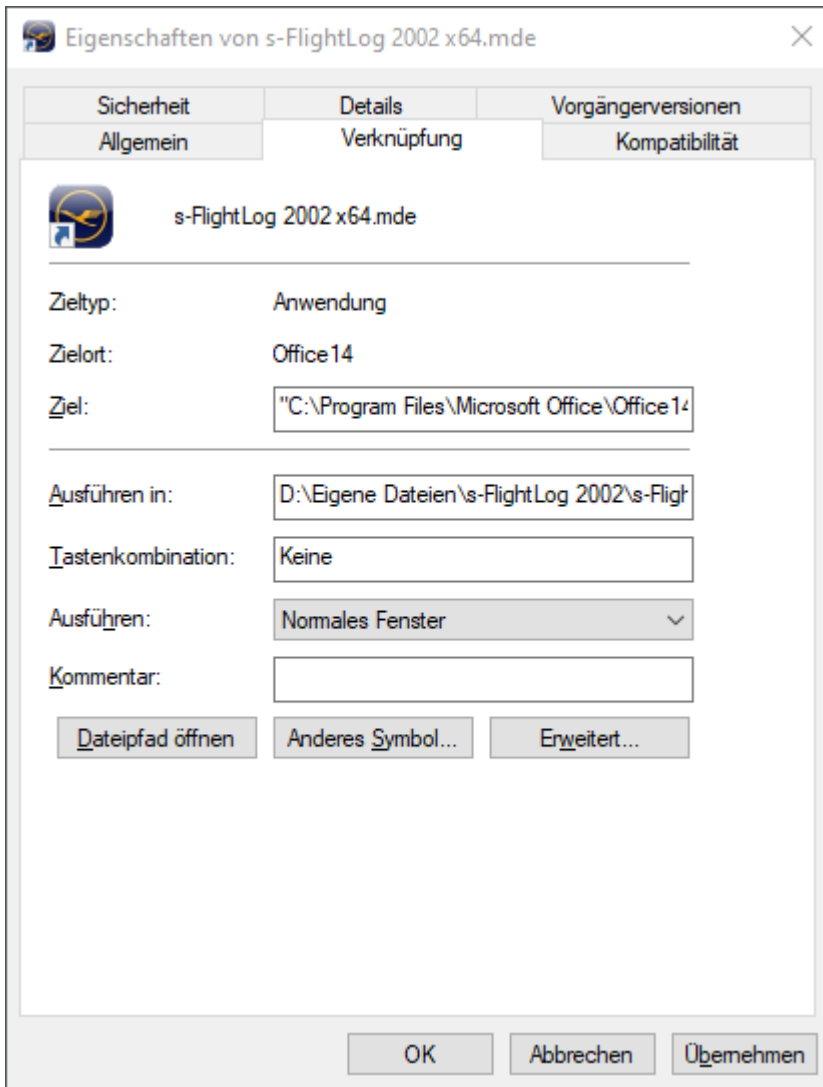 Eigenschaften von s-FlightLog 2002 x64.mde
Sicherheit Details Vorgängerversionen
Allgemein Verknüpfung Kompatibilität
s-FlightLog 2002 x64.mde
Zieltyp: Anwendung
Zielort: Office14
Ziel: "C:\Program Files\Microsoft Office\Office14
Ausführen in: D:\Eigene Dateien\s-FlightLog 2002\s-Fligh
Tastenkombination: Keine
Ausführen: Normales Fenster
Kommentar:
Dateipfad öffnen Anderes Symbol... Erweitert...
OK Abbrechen Übernehmen